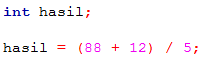 int hasil;
hasil = (88 + 12) / 5;